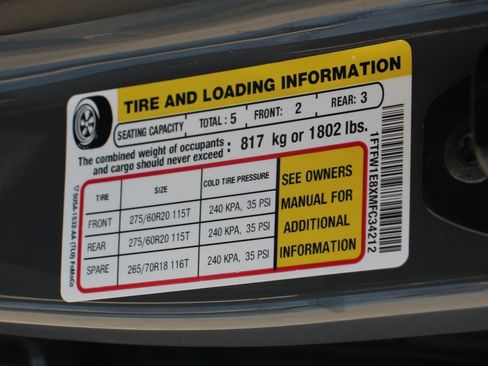 TIRE AND LOADING INFORMATION
SEATING CAPACITY TOTAL : 5 FRONT: 2 REAR: 3
The combined weight of occupants
and cargo should never exceed : 817 kg or 1802 lbs.
TIRE SIZE COLD TIRE PRESSURE
FRONT 275/60R20 115T 240 KPA, 35 PSI
REAR 275/60R20 115T 240 KPA, 35 PSI
SPARE 265/70R18 116T 240 KPA, 35 PSI
SEE OWNERS
MANUAL FOR
ADDITIONAL
INFORMATION
1FTFW1E8XMFC34212